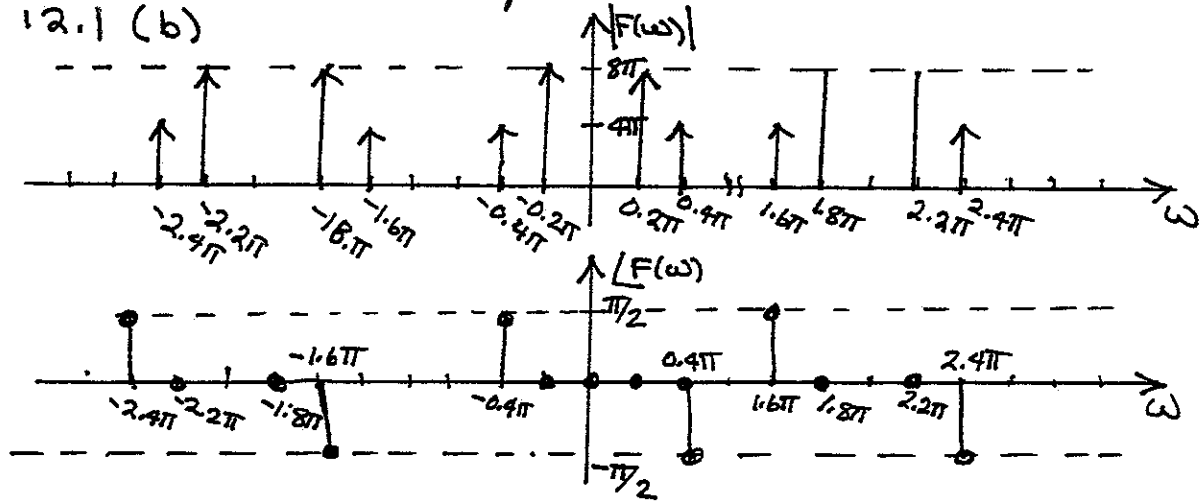 12.1 (b)
|F(ω)|
8π
4π
-2.4π -2.2π -18.π -1.6π -0.4π -0.2π 0.2π 0.4π 1.6π 1.8π 2.2π 2.4π ω
∠F(ω)
π/2
-1.6π 0.4π 2.4π
-2.4π -2.2π -1.8π -0.4π 1.6π 1.8π 2.2π ω
-π/2